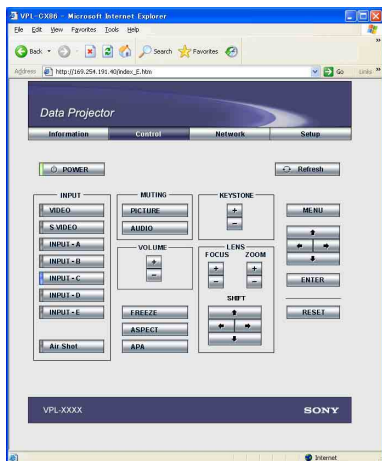 VPL-CX86 - Microsoft Internet Explorer
File Edit View Favorites Tools Help
Back Search Favorites
Address http://169.254.191.40/index_E.htm Go Links
Data Projector
Information Control Network Setup
POWER Refresh
INPUT MUTING KEYSTONE
VIDEO PICTURE + MENU
S VIDEO AUDIO -
INPUT-A VOLUME LENS
INPUT-B + FOCUS ZOOM
INPUT-C - + + ENTER
INPUT-D - -
SHIFT
INPUT-E FREEZE RESET
ASPECT
Air Shot APA
VPL-XXXX SONY
Internet